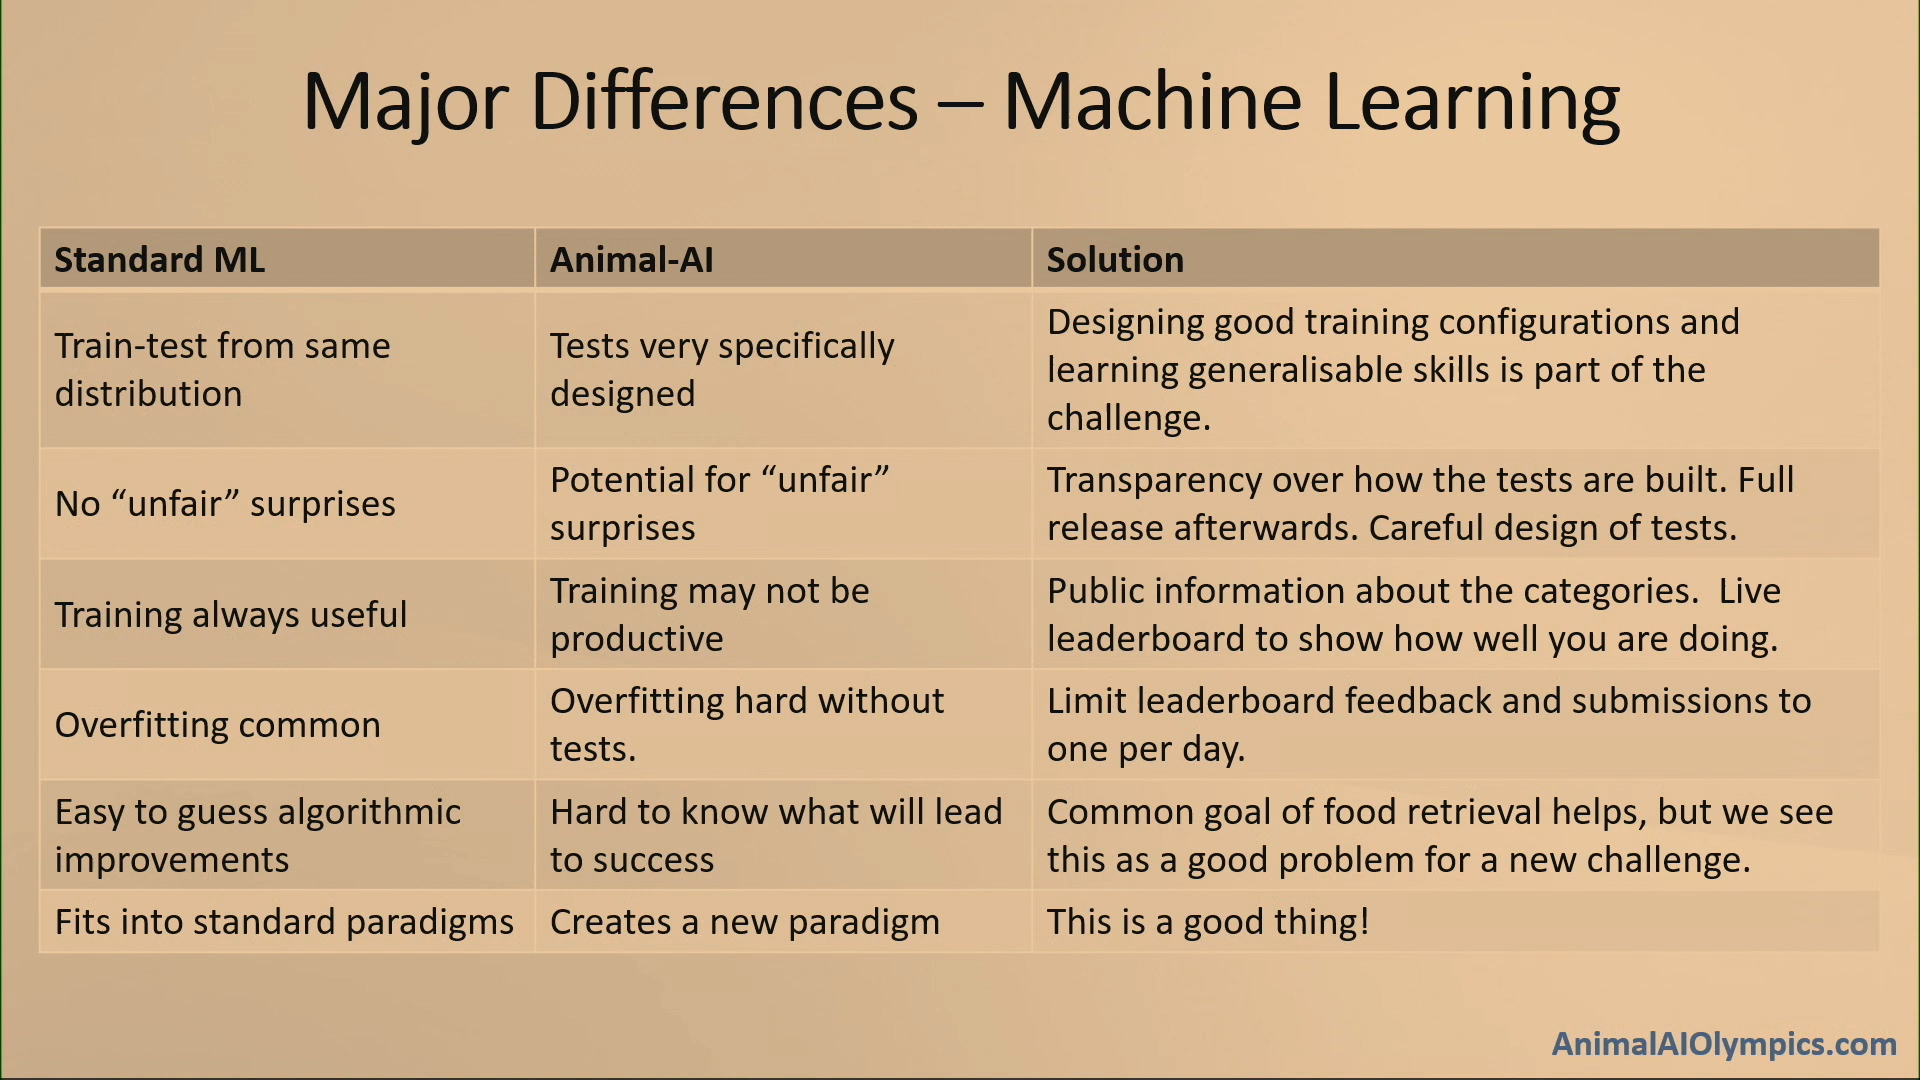 Major Differences – Machine Learning
Standard ML
Animal-AI
Solution
Train-test from same
distribution
Tests very specifically
designed
Designing good training configurations and
learning generalisable skills is part of the
challenge.
No “unfair” surprises
Potential for “unfair”
surprises
Transparency over how the tests are built. Full
release afterwards. Careful design of tests.
Training always useful
Training may not be
productive
Public information about the categories.  Live
leaderboard to show how well you are doing.
Overfitting common
Overfitting hard without
tests.
Limit leaderboard feedback and submissions to
one per day.
Easy to guess algorithmic
improvements
Hard to know what will lead
to success
Common goal of food retrieval helps, but we see
this as a good problem for a new challenge.
Fits into standard paradigms
Creates a new paradigm
This is a good thing!
AnimalAIOlympics.com